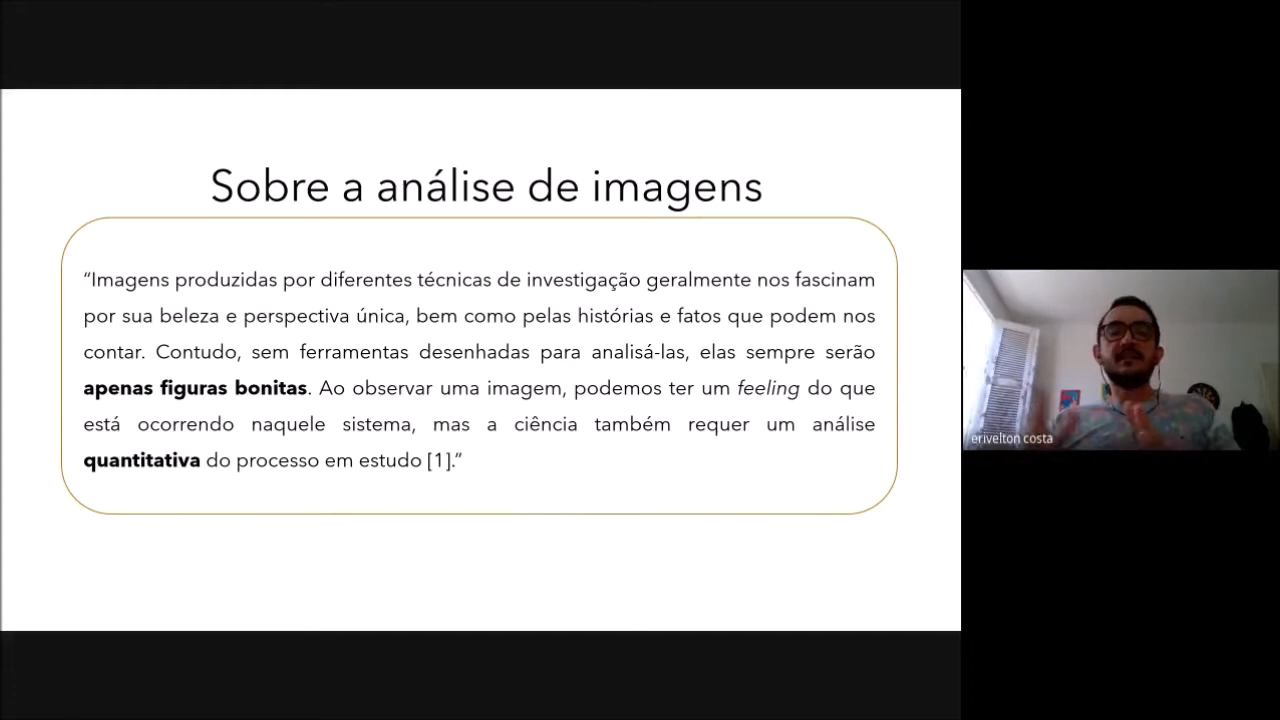 Sobre a análise de imagens
“Imagens produzidas por diferentes técnicas de investigação geralmente nos fascinam
por sua beleza e perspectiva única, bem como pelas histórias e fatos que podem nos
contar. Contudo, sem ferramentas desenhadas para analisá-las, elas sempre serão
apenas figuras bonitas. Ao observar uma imagem, podemos ter um feeling do que
está ocorrendo naquele sistema, mas a ciência também requer um análise
quantitativa do processo em estudo [1].”
erivelton costa